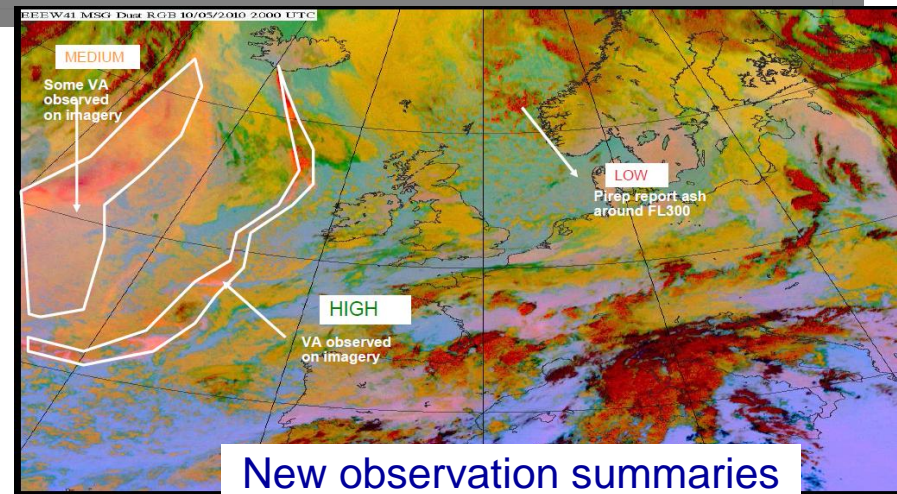 EEEW41 MSG Dust RGB 10/05/2010 2000 UTC
MEDIUM
Some VA
observed
on imagery
LOW
Pirep report ash
around FL300
HIGH
VA observed
on imagery
New observation summaries